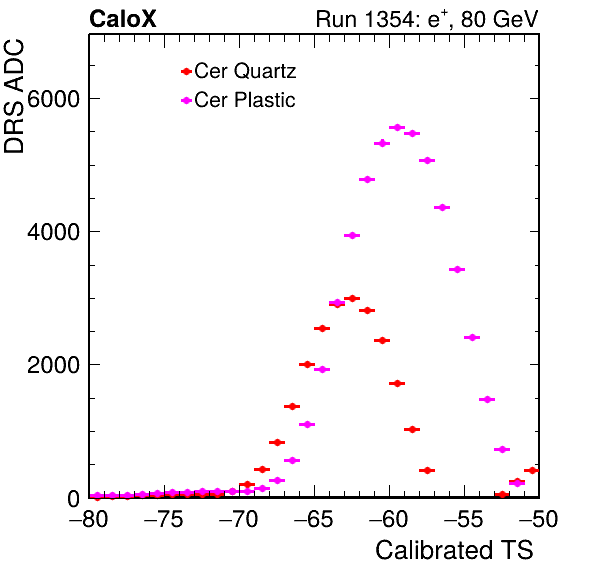 CaloX Run 1354: e⁺, 80 GeV
DRS ADC
Cer Quartz
Cer Plastic
6000
4000
2000
0
−80 −75 −70 −65 −60 −55 −50
Calibrated TS